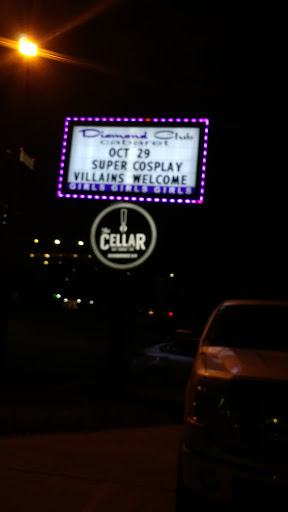 Diamond Club
cabaret
OCT 29
SUPER COSPLAY
VILLAINS WELCOME
GIRLS GIRLS GIRLS
The
CELLAR